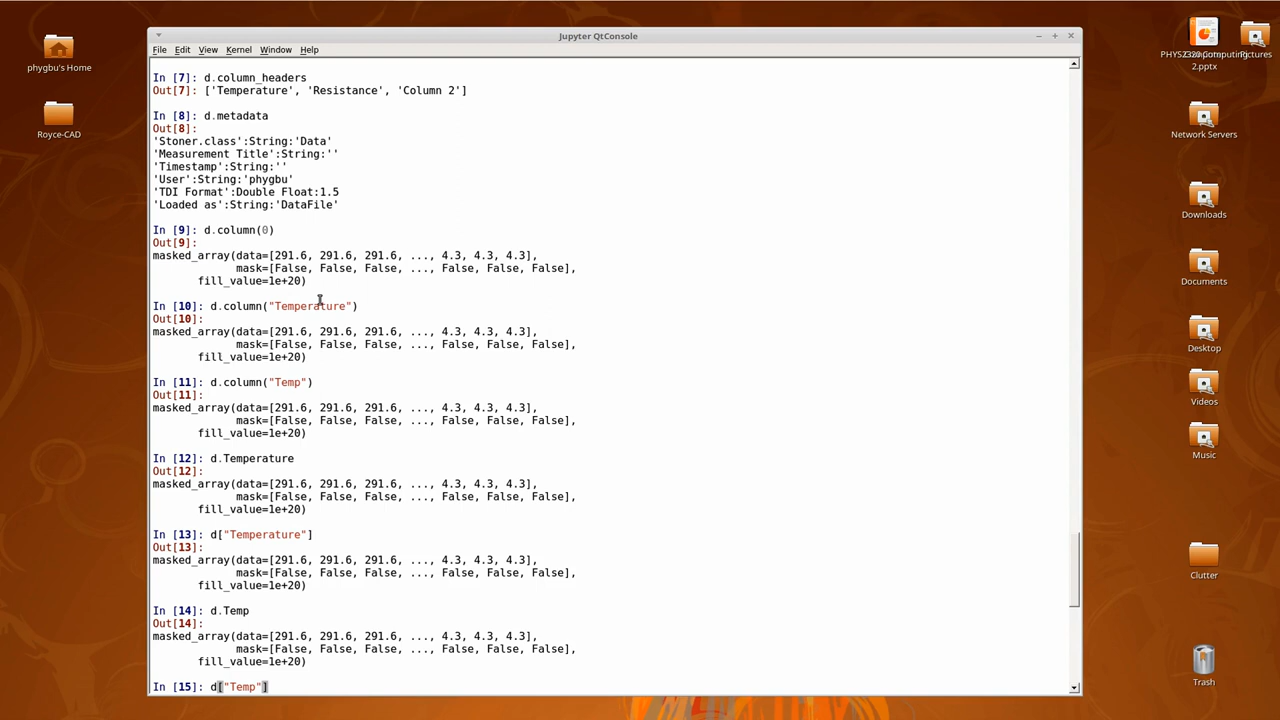 Jupyter QtConsole
File Edit View Kernel Window Help
In [7]: d.column_headers
Out[7]: ['Temperature', 'Resistance', 'Column 2']
In [8]: d.metadata
Out[8]:
'Stoner.class':String:'Data'
'Measurement Title':String:''
'Timestamp':String:''
'User':String:'phygbu'
'TDI Format':Double Float:1.5
'Loaded as':String:'DataFile'
In [9]: d.column(0)
Out[9]:
masked_array(data=[291.6, 291.6, 291.6, ..., 4.3, 4.3, 4.3],
mask=[False, False, False, ..., False, False, False],
fill_value=1e+20)
In [10]: d.column("Temperature")
Out[10]:
masked_array(data=[291.6, 291.6, 291.6, ..., 4.3, 4.3, 4.3],
mask=[False, False, False, ..., False, False, False],
fill_value=1e+20)
In [11]: d.column("Temp")
Out[11]:
masked_array(data=[291.6, 291.6, 291.6, ..., 4.3, 4.3, 4.3],
mask=[False, False, False, ..., False, False, False],
fill_value=1e+20)
In [12]: d.Temperature
Out[12]:
masked_array(data=[291.6, 291.6, 291.6, ..., 4.3, 4.3, 4.3],
mask=[False, False, False, ..., False, False, False],
fill_value=1e+20)
In [13]: d["Temperature"]
Out[13]:
masked_array(data=[291.6, 291.6, 291.6, ..., 4.3, 4.3, 4.3],
mask=[False, False, False, ..., False, False, False],
fill_value=1e+20)
In [14]: d.Temp
Out[14]:
masked_array(data=[291.6, 291.6, 291.6, ..., 4.3, 4.3, 4.3],
mask=[False, False, False, ..., False, False, False],
fill_value=1e+20)
In [15]: d["Temp"]
phygbu's Home
Royce-CAD
2.pptx
Pictures
Network Servers
Downloads
Documents
Desktop
Videos
Music
Clutter
Trash